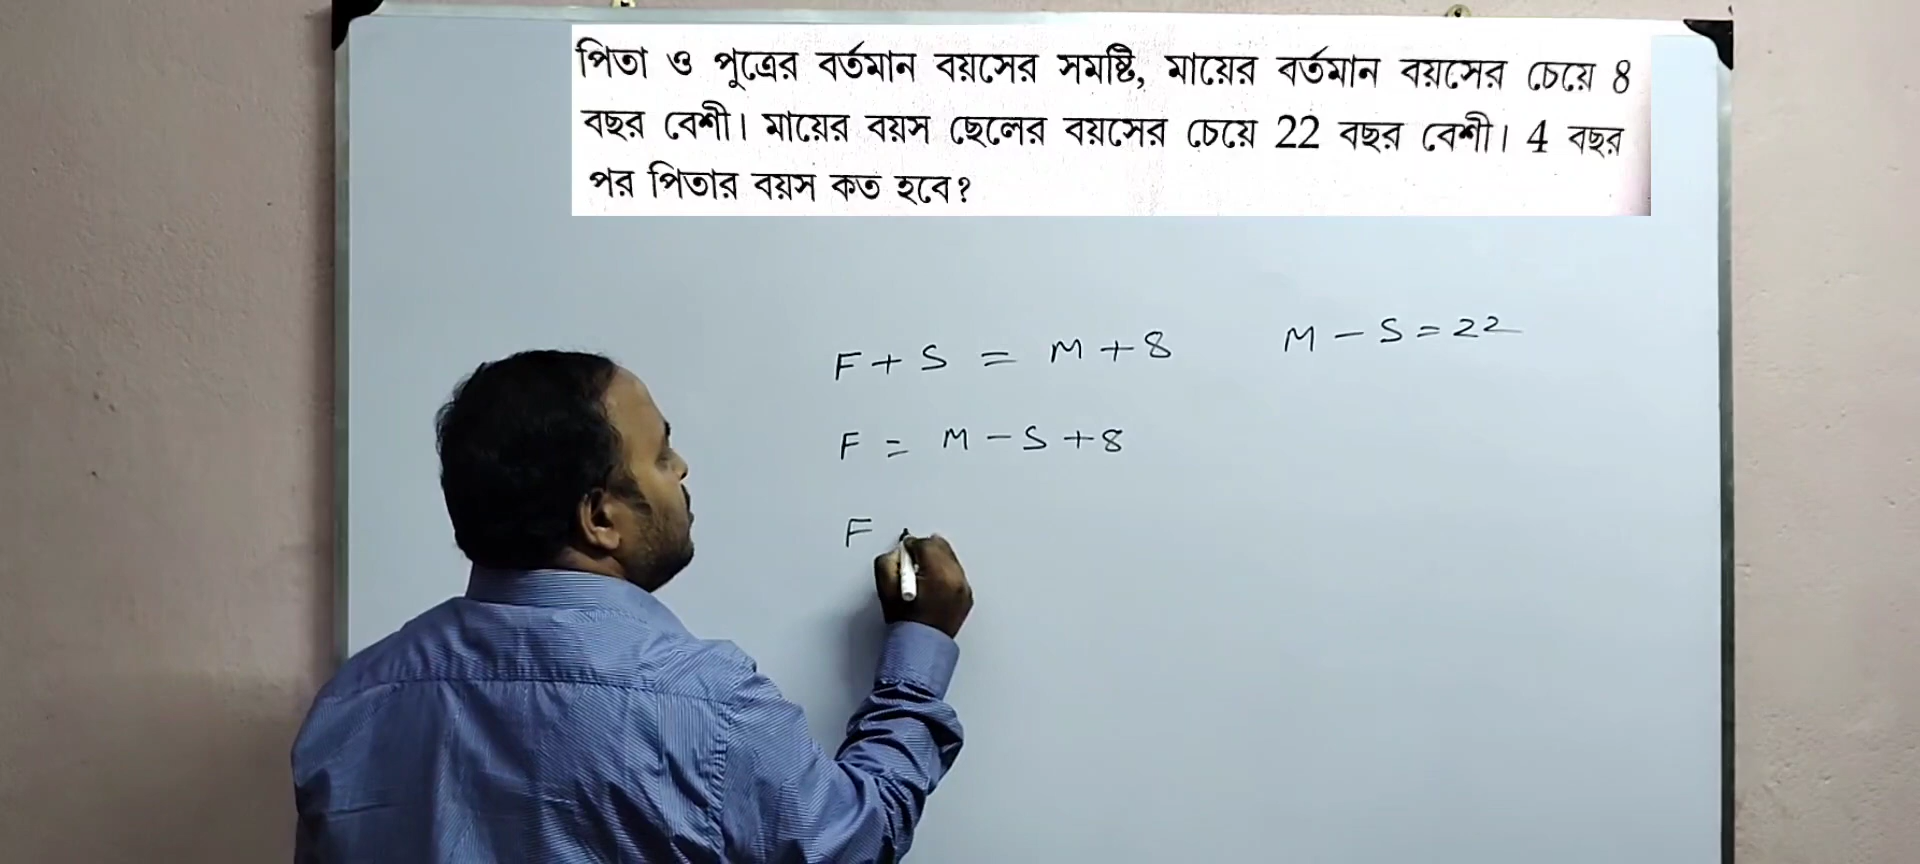 পিতা ও পুত্রের বর্তমান বয়সের সমষ্টি, মায়ের বর্তমান বয়সের চেয়ে 8
বছর বেশী। মায়ের বয়স ছেলের বয়সের চেয়ে 22 বছর বেশী। 4 বছর
পর পিতার বয়স কত হবে?
F + S = M + 8 M - S = 22
F = M - S + 8
F